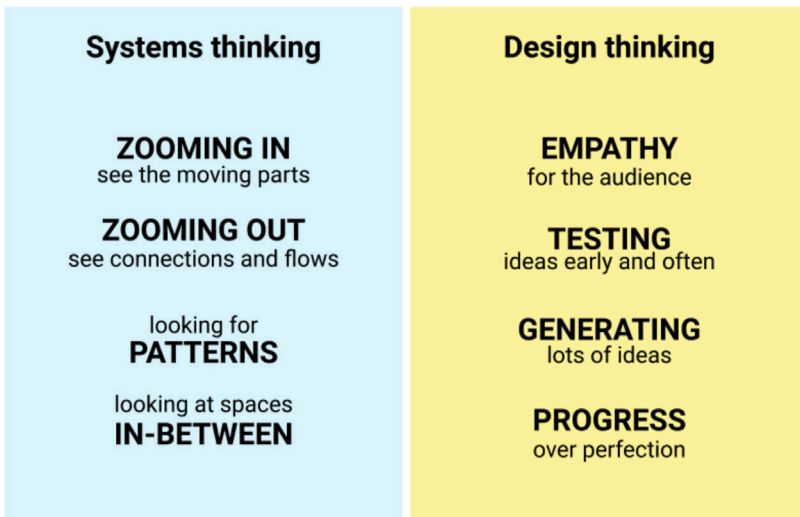 Systems thinking
ZOOMING IN
see the moving parts
ZOOMING OUT
see connections and flows
looking for
PATTERNS
looking at spaces
IN-BETWEEN
Design thinking
EMPATHY
for the audience
TESTING
ideas early and often
GENERATING
lots of ideas
PROGRESS
over perfection